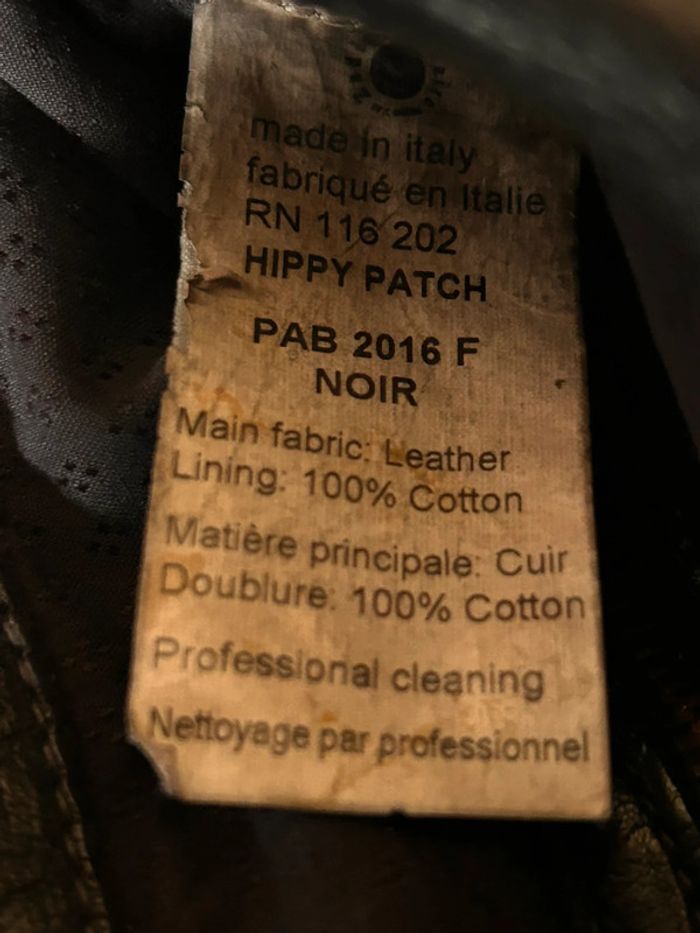 made in italy
fabriqué en Italie
RN 116 202
HIPPY PATCH
PAB 2016 F
NOIR
Main fabric: Leather
Lining: 100% Cotton
Matière principale: Cuir
Doublure: 100% Cotton
Professional cleaning
Nettoyage par professionnel